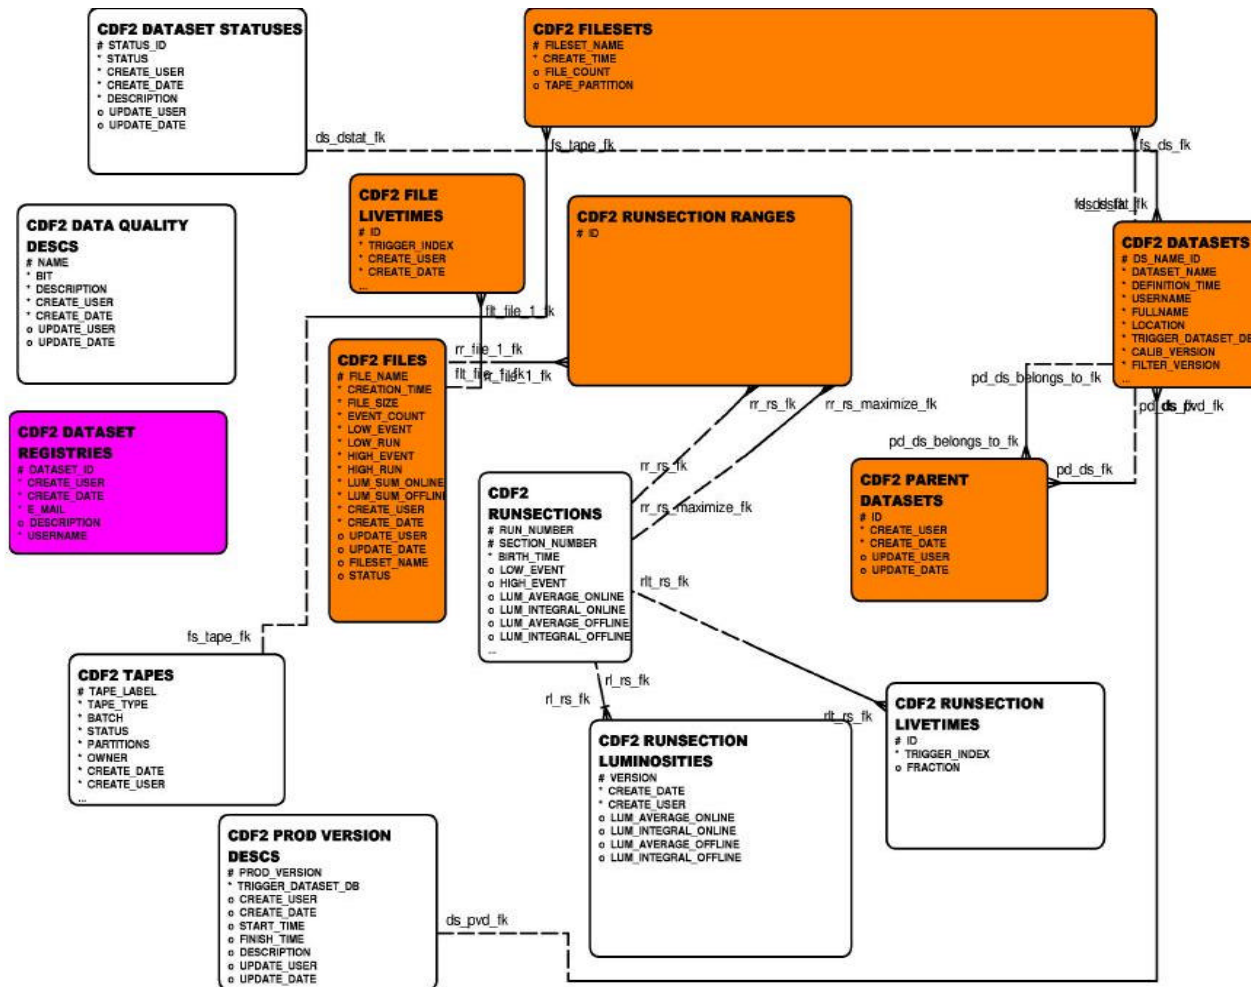 CDF2 DATASET STATUSES
# STATUS_ID
* STATUS
* CREATE_USER
* CREATE_DATE
* DESCRIPTION
o UPDATE_USER
o UPDATE_DATE
CDF2 FILESETS
# FILESET_NAME
* CREATE_TIME
o FILE_COUNT
o TAPE_PARTITION
ds_dstat_fk
fs_tape_fk
fs_ds_fk
CDF2 FILE
LIVETIMES
# ID
* TRIGGER_INDEX
* CREATE_USER
* CREATE_DATE
...
CDF2 RUNSECTION RANGES
# ID
CDF2 DATA QUALITY
DESCS
# NAME
* BIT
* DESCRIPTION
* CREATE_USER
* CREATE_DATE
o UPDATE_USER
o UPDATE_DATE
CDF2 DATASETS
# DS_NAME_ID
* DATASET_NAME
* DEFINITION_TIME
* USERNAME
* FULLNAME
* LOCATION
* TRIGGER_DATASET_DB
* CALIB_VERSION
* FILTER_VERSION
...
flt_file_1_fk
rr_file_1_fk
flt_file_1_fk
rr_file_1_fk
CDF2 FILES
# FILE_NAME
* CREATION_TIME
* FILE_SIZE
* EVENT_COUNT
* LOW_EVENT
* LOW_RUN
* HIGH_EVENT
* HIGH_RUN
* LUM_SUM_ONLINE
* LUM_SUM_OFFLINE
* CREATE_USER
* CREATE_DATE
o UPDATE_USER
o UPDATE_DATE
o FILESET_NAME
o STATUS
pd_ds_belongs_to_fk
rr_rs_fk
rr_rs_maximize_fk
pd_ds_fk
ds_pvd_fk
CDF2 DATASET
REGISTRIES
# DATASET_ID
* CREATE_USER
* CREATE_DATE
* E_MAIL
o DESCRIPTION
* USERNAME
pd_ds_belongs_to_fk
pd_ds_fk
rr_rs_fk
rr_rs_maximize_fk
CDF2
RUNSECTIONS
# RUN_NUMBER
# SECTION_NUMBER
* BIRTH_TIME
o LOW_EVENT
o HIGH_EVENT
o LUM_AVERAGE_ONLINE
o LUM_INTEGRAL_ONLINE
o LUM_AVERAGE_OFFLINE
o LUM_INTEGRAL_OFFLINE
...
CDF2 PARENT
DATASETS
# ID
* CREATE_USER
* CREATE_DATE
o UPDATE_USER
o UPDATE_DATE
rlt_rs_fk
fs_tape_fk
CDF2 TAPES
# TAPE_LABEL
* TAPE_TYPE
* BATCH
* STATUS
* PARTITIONS
* OWNER
* CREATE_DATE
* CREATE_USER
...
rl_rs_fk
rl_rs_fk
rlt_rs_fk
CDF2 RUNSECTION
LUMINOSITIES
# VERSION
* CREATE_DATE
* CREATE_USER
o LUM_AVERAGE_ONLINE
o LUM_INTEGRAL_ONLINE
o LUM_AVERAGE_OFFLINE
o LUM_INTEGRAL_OFFLINE
CDF2 RUNSECTION
LIVETIMES
# ID
* TRIGGER_INDEX
o FRACTION
CDF2 PROD VERSION
DESCS
# PROD_VERSION
* TRIGGER_DATASET_DB
o CREATE_USER
o CREATE_DATE
o START_TIME
o FINISH_TIME
o DESCRIPTION
o UPDATE_USER
o UPDATE_DATE
ds_pvd_fk